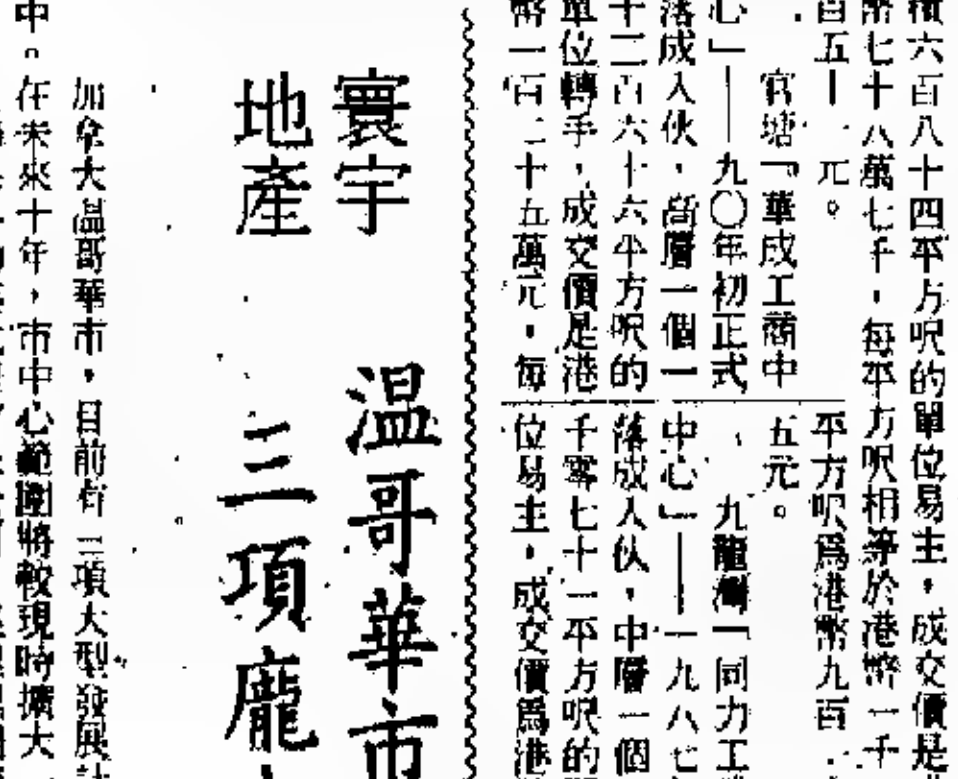 積六百八十四平方呎的單位易主，成交價是
幣七十八萬七千，每平方呎相等於港幣一千
百五十一元。
官塘「華成工商中
心」——九〇年初正式
落成入伙，高層一個一
千二百六十六平方呎的
單位轉手，成交價是港
幣一百二十五萬元，每
平方呎爲港幣九百
五元。
九龍灣「同力工
中心」——一九八七
落成入伙，中層一個
千零七十一平方呎的
位易主，成交價爲港
寰宇
地產
温哥華市
三項龐
加拿大温哥華市，目前有三項大型發展計
中。在未來十年，市中心範圍將較現時擴大